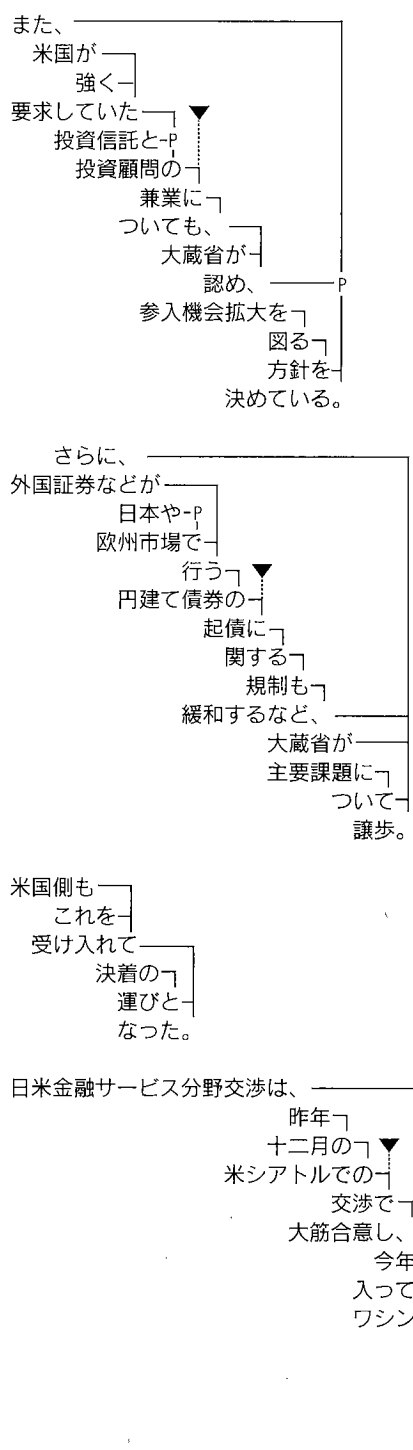 また、
米国が
強く
要求していた
投資信託と-P
投資顧問の
兼業に
ついても、
大蔵省が
認め、 P
参入機会拡大を
図る
方針を
決めている。
さらに、
外国証券などが
日本や-P
欧州市場で
行う
円建て債券の
起債に
関する
規制も
緩和するなど、
大蔵省が
主要課題に
ついて
譲歩。
米国側も
これを
受け入れて
決着の
運びと
なった。
日米金融サービス分野交渉は、
昨年
十二月の
米シアトルでの
交渉で
大筋合意し、
今年
入って
ワシン